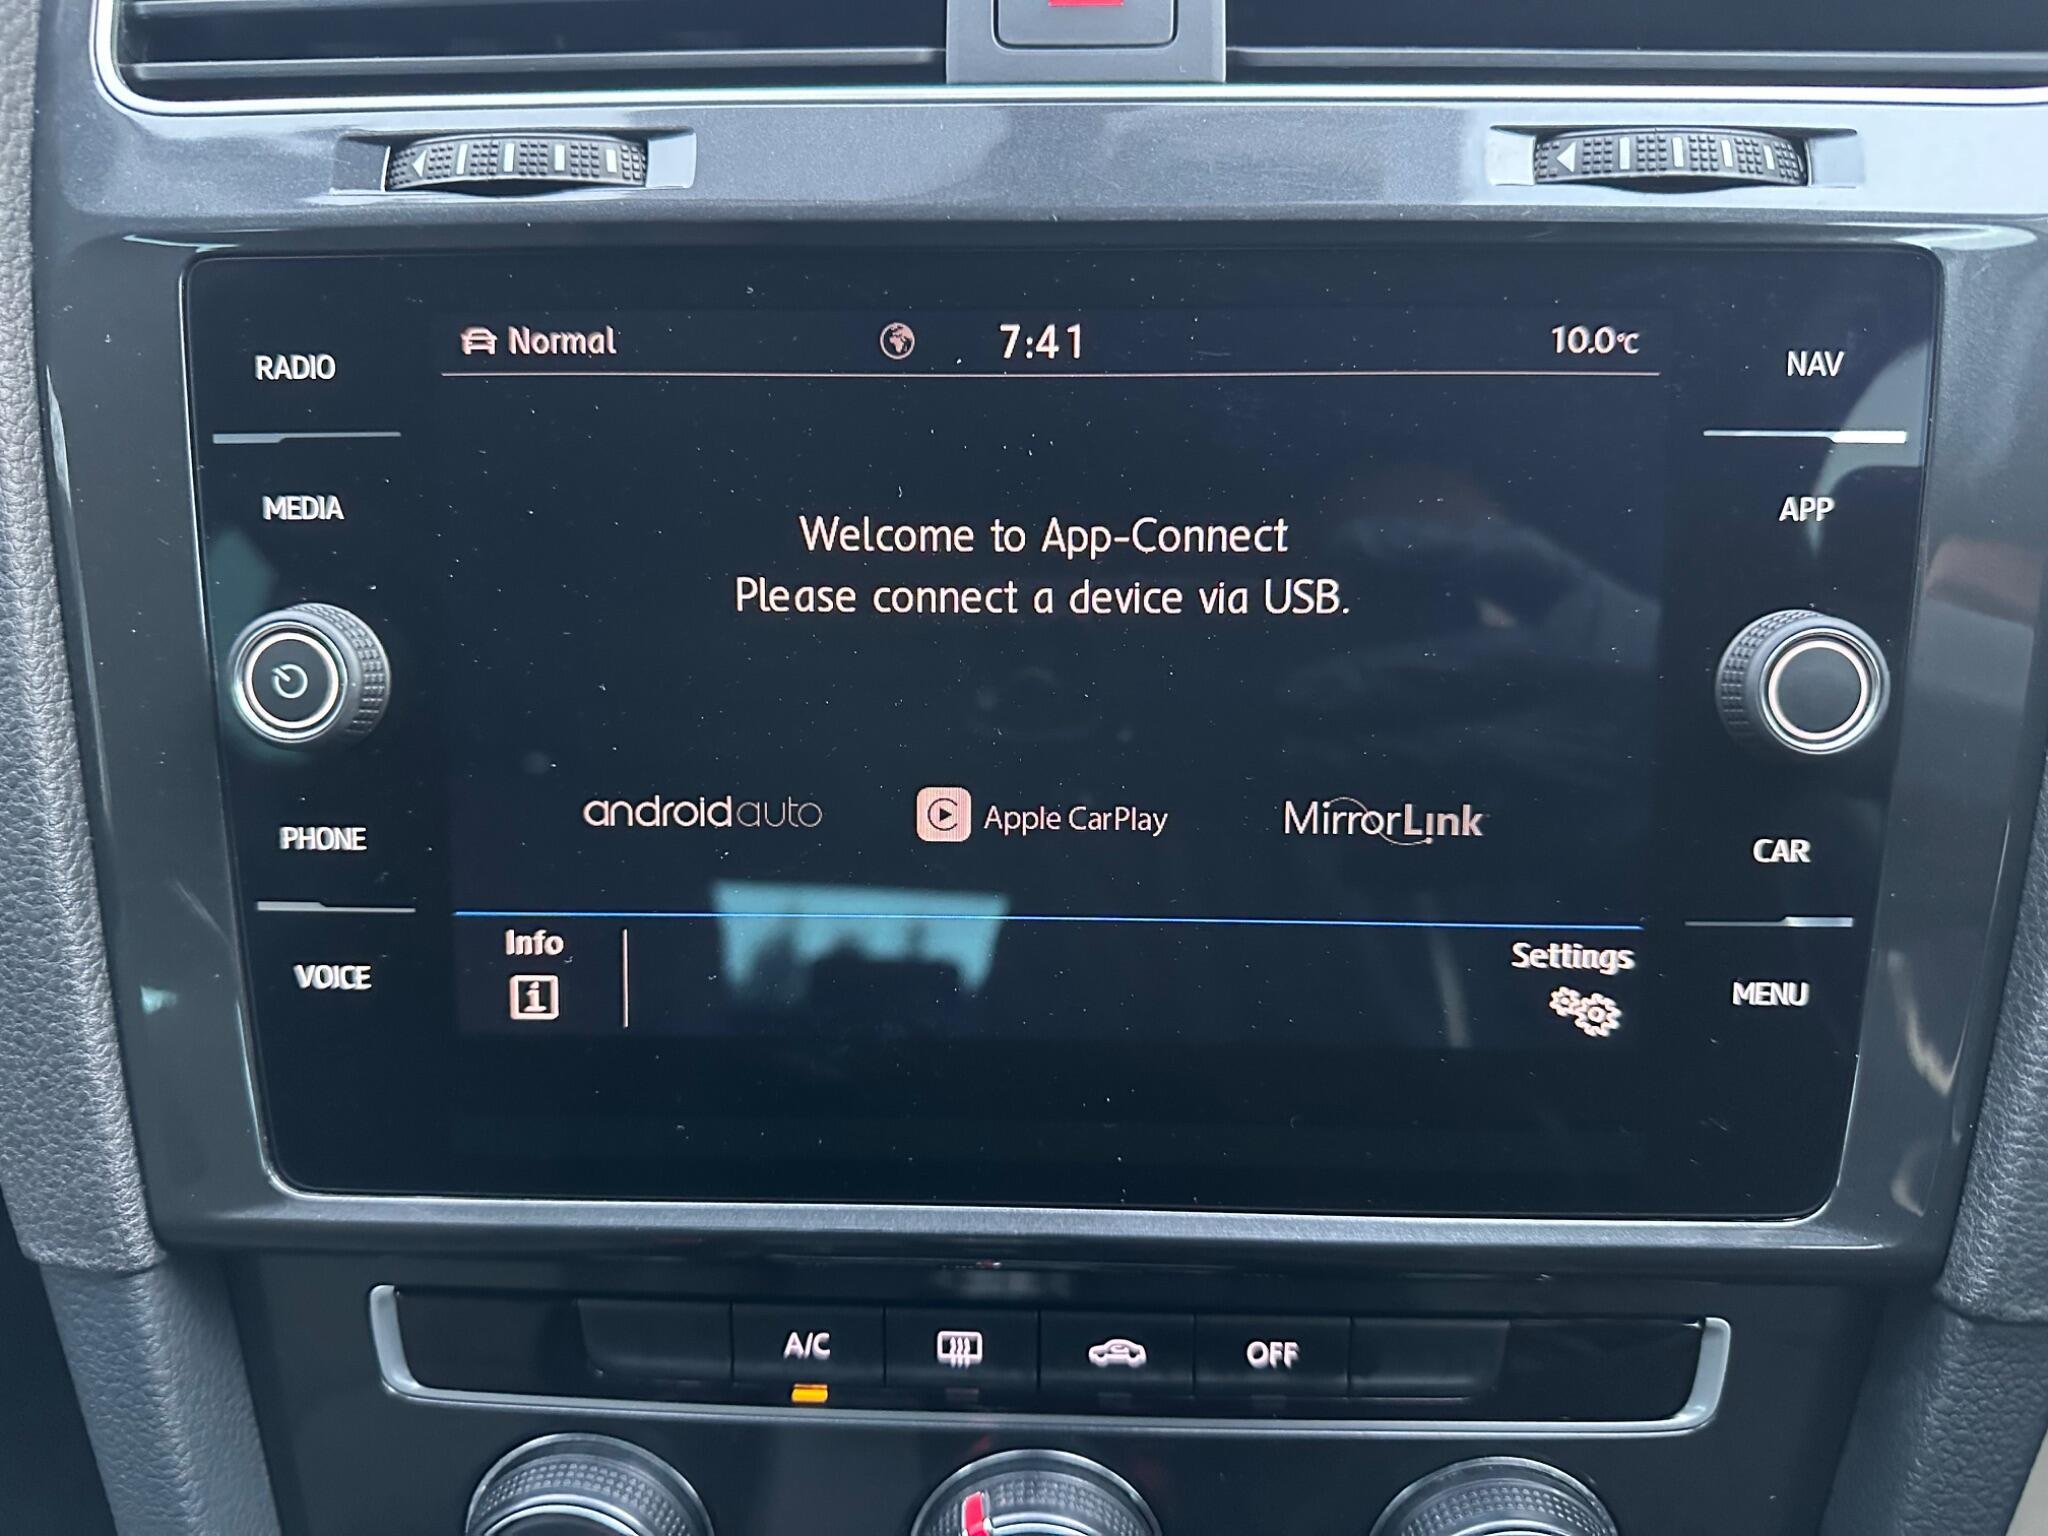 Normal 7:41 10.0°C
RADIO
NAV
MEDIA
APP
Welcome to App-Connect
Please connect a device via USB.
androidauto
Apple CarPlay
MirrorLink
PHONE
CAR
Info
Settings
VOICE
MENU
A/C
OFF